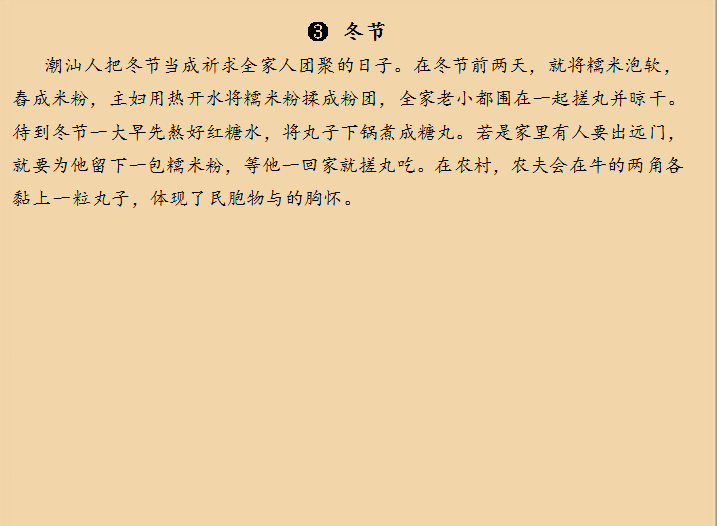 ❸ 冬节
潮汕人把冬节当成祈求全家人团聚的日子。在冬节前两天，就将糯米泡软，
舂成米粉，主妇用热开水将糯米粉揉成粉团，全家老小都围在一起搓丸并晾干。
待到冬节一大早先熬好红糖水，将丸子下锅煮成糖丸。若是家里有人要出远门，
就要为他留下一包糯米粉，等他一回家就搓丸吃。在农村，农夫会在牛的两角各
黏上一粒丸子，体现了民胞物与的胸怀。